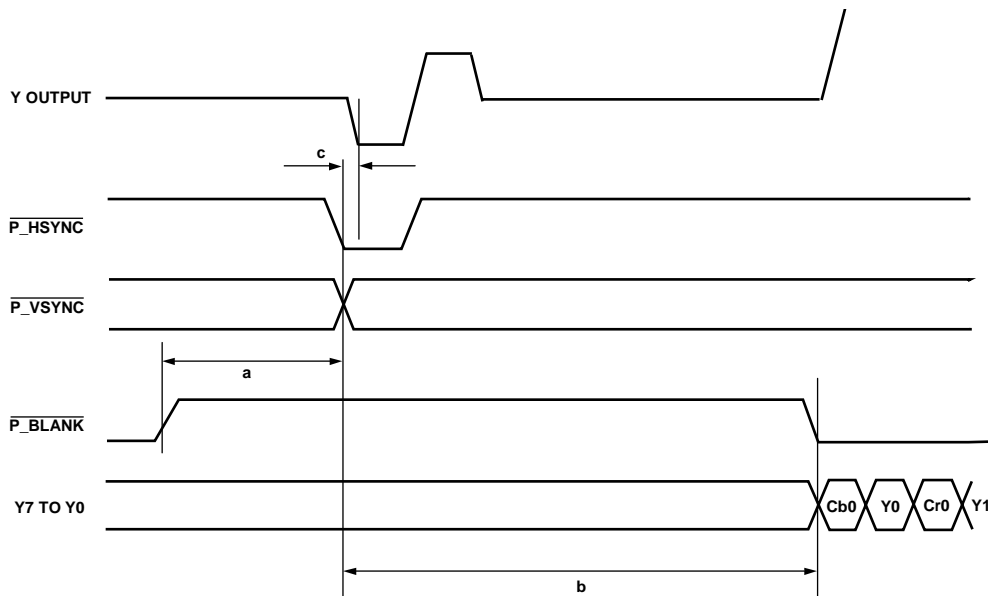 Y OUTPUT
c
P_HSYNC
P_VSYNC
a
P_BLANK
Y7 TO Y0
Cb0 Y0 Cr0 Y1
b